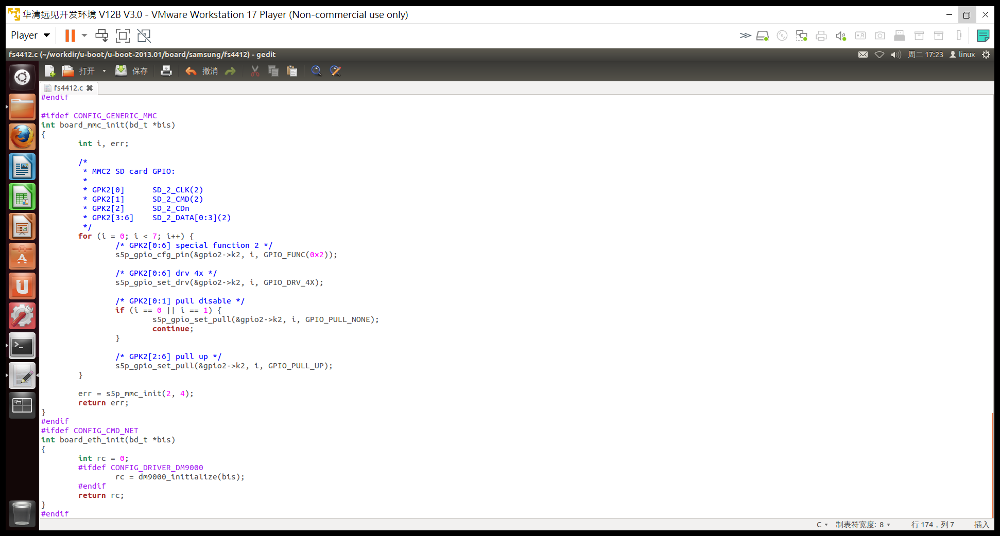 华清远见开发环境 V12B V3.0 - VMware Workstation 17 Player (Non-commercial use only)
Player
fs4412.c (~/workdir/u-boot/u-boot-2013.01/board/samsung/fs4412) - gedit
周二 17:23 linux
打开 保存 撤消
fs4412.c
#endif
#ifdef CONFIG_GENERIC_MMC
int board_mmc_init(bd_t *bis)
{
int i, err;
/*
* MMC2 SD card GPIO:
*
* GPK2[0] SD_2_CLK(2)
* GPK2[1] SD_2_CMD(2)
* GPK2[2] SD_2_CDn
* GPK2[3:6] SD_2_DATA[0:3](2)
*/
for (i = 0; i < 7; i++) {
/* GPK2[0:6] special function 2 */
s5p_gpio_cfg_pin(&gpio2->k2, i, GPIO_FUNC(0x2));
/* GPK2[0:6] drv 4x */
s5p_gpio_set_drv(&gpio2->k2, i, GPIO_DRV_4X);
/* GPK2[0:1] pull disable */
if (i == 0 || i == 1) {
s5p_gpio_set_pull(&gpio2->k2, i, GPIO_PULL_NONE);
continue;
}
/* GPK2[2:6] pull up */
s5p_gpio_set_pull(&gpio2->k2, i, GPIO_PULL_UP);
}
err = s5p_mmc_init(2, 4);
return err;
}
#endif
#ifdef CONFIG_CMD_NET
int board_eth_init(bd_t *bis)
{
int rc = 0;
#ifdef CONFIG_DRIVER_DM9000
rc = dm9000_initialize(bis);
#endif
return rc;
}
#endif
C 制表符宽度: 8 行 174，列 7 插入